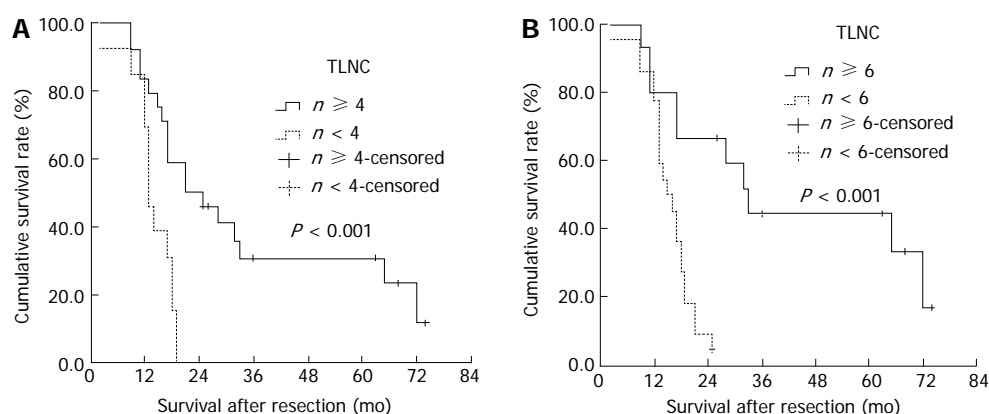 A
Cumulative survival rate (%)
100.0
80.0
60.0
40.0
20.0
0.0
TLNC
n ⩾ 4
n < 4
n ⩾ 4-censored
n < 4-censored
P < 0.001
0 12 24 36 48 60 72 84
Survival after resection (mo)
B
Cumulative survival rate (%)
100.0
80.0
60.0
40.0
20.0
0.0
TLNC
n ⩾ 6
n < 6
n ⩾ 6-censored
n < 6-censored
P < 0.001
0 12 24 36 48 60 72 84
Survival after resection (mo)